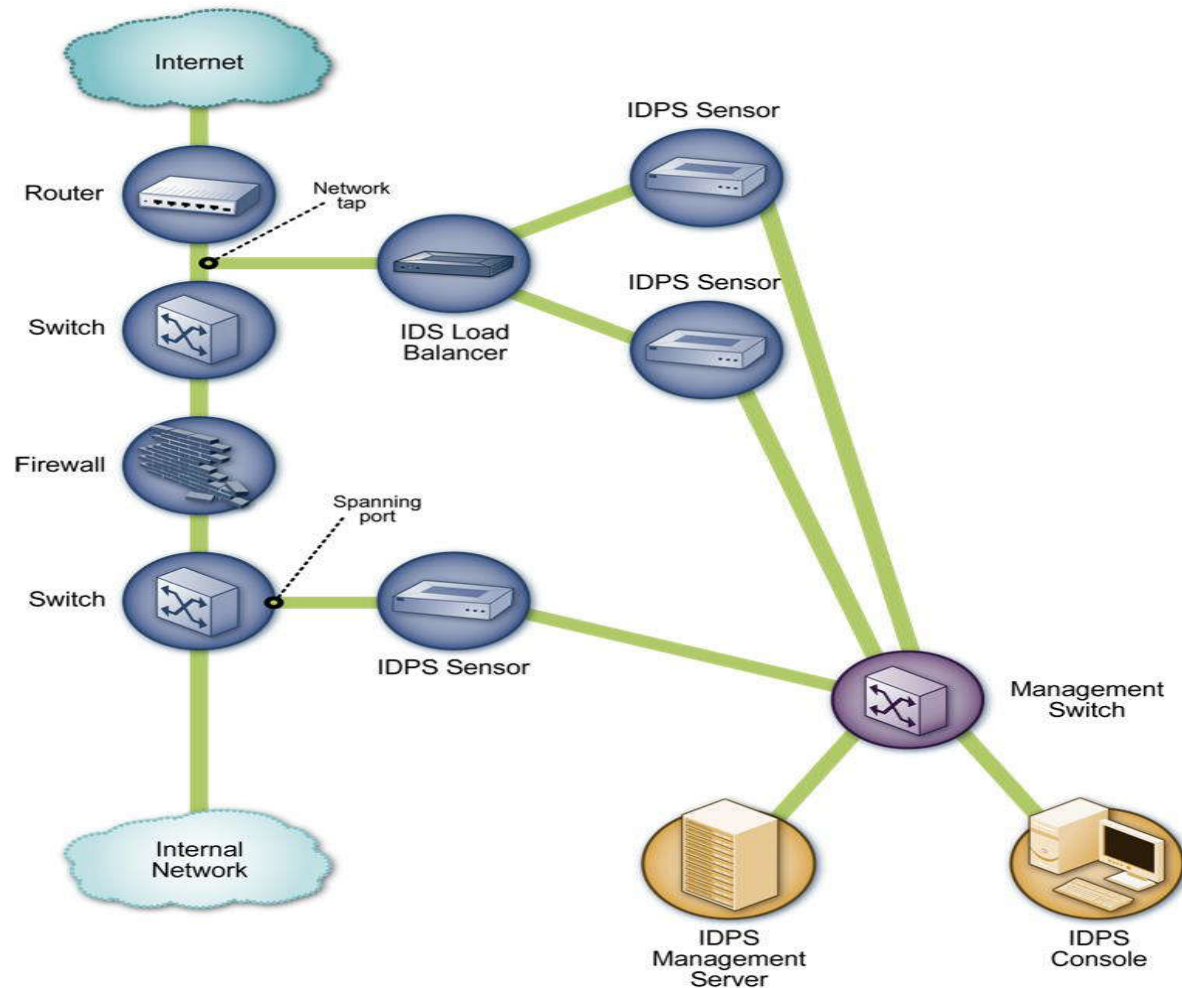 Internet
IDPS Sensor
Router
Network
tap
IDPS Sensor
Switch
IDS Load
Balancer
Firewall
Spanning
port
Switch
IDPS Sensor
Management
Switch
Internal
Network
IDPS
Management
Server
IDPS
Console